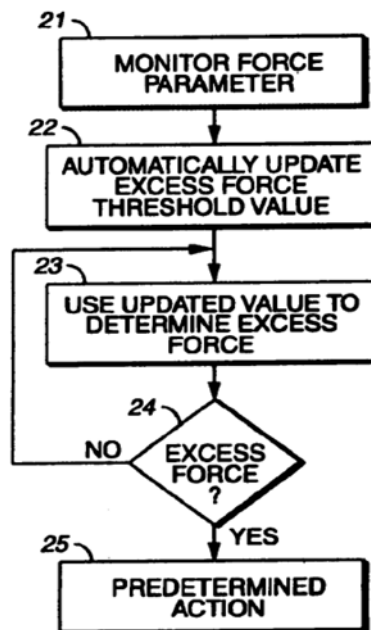 21
MONITOR FORCE
PARAMETER
22
AUTOMATICALLY UPDATE
EXCESS FORCE
THRESHOLD VALUE
23
USE UPDATED VALUE TO
DETERMINE EXCESS
FORCE
24
EXCESS
FORCE
?
NO
YES
25
PREDETERMINED
ACTION